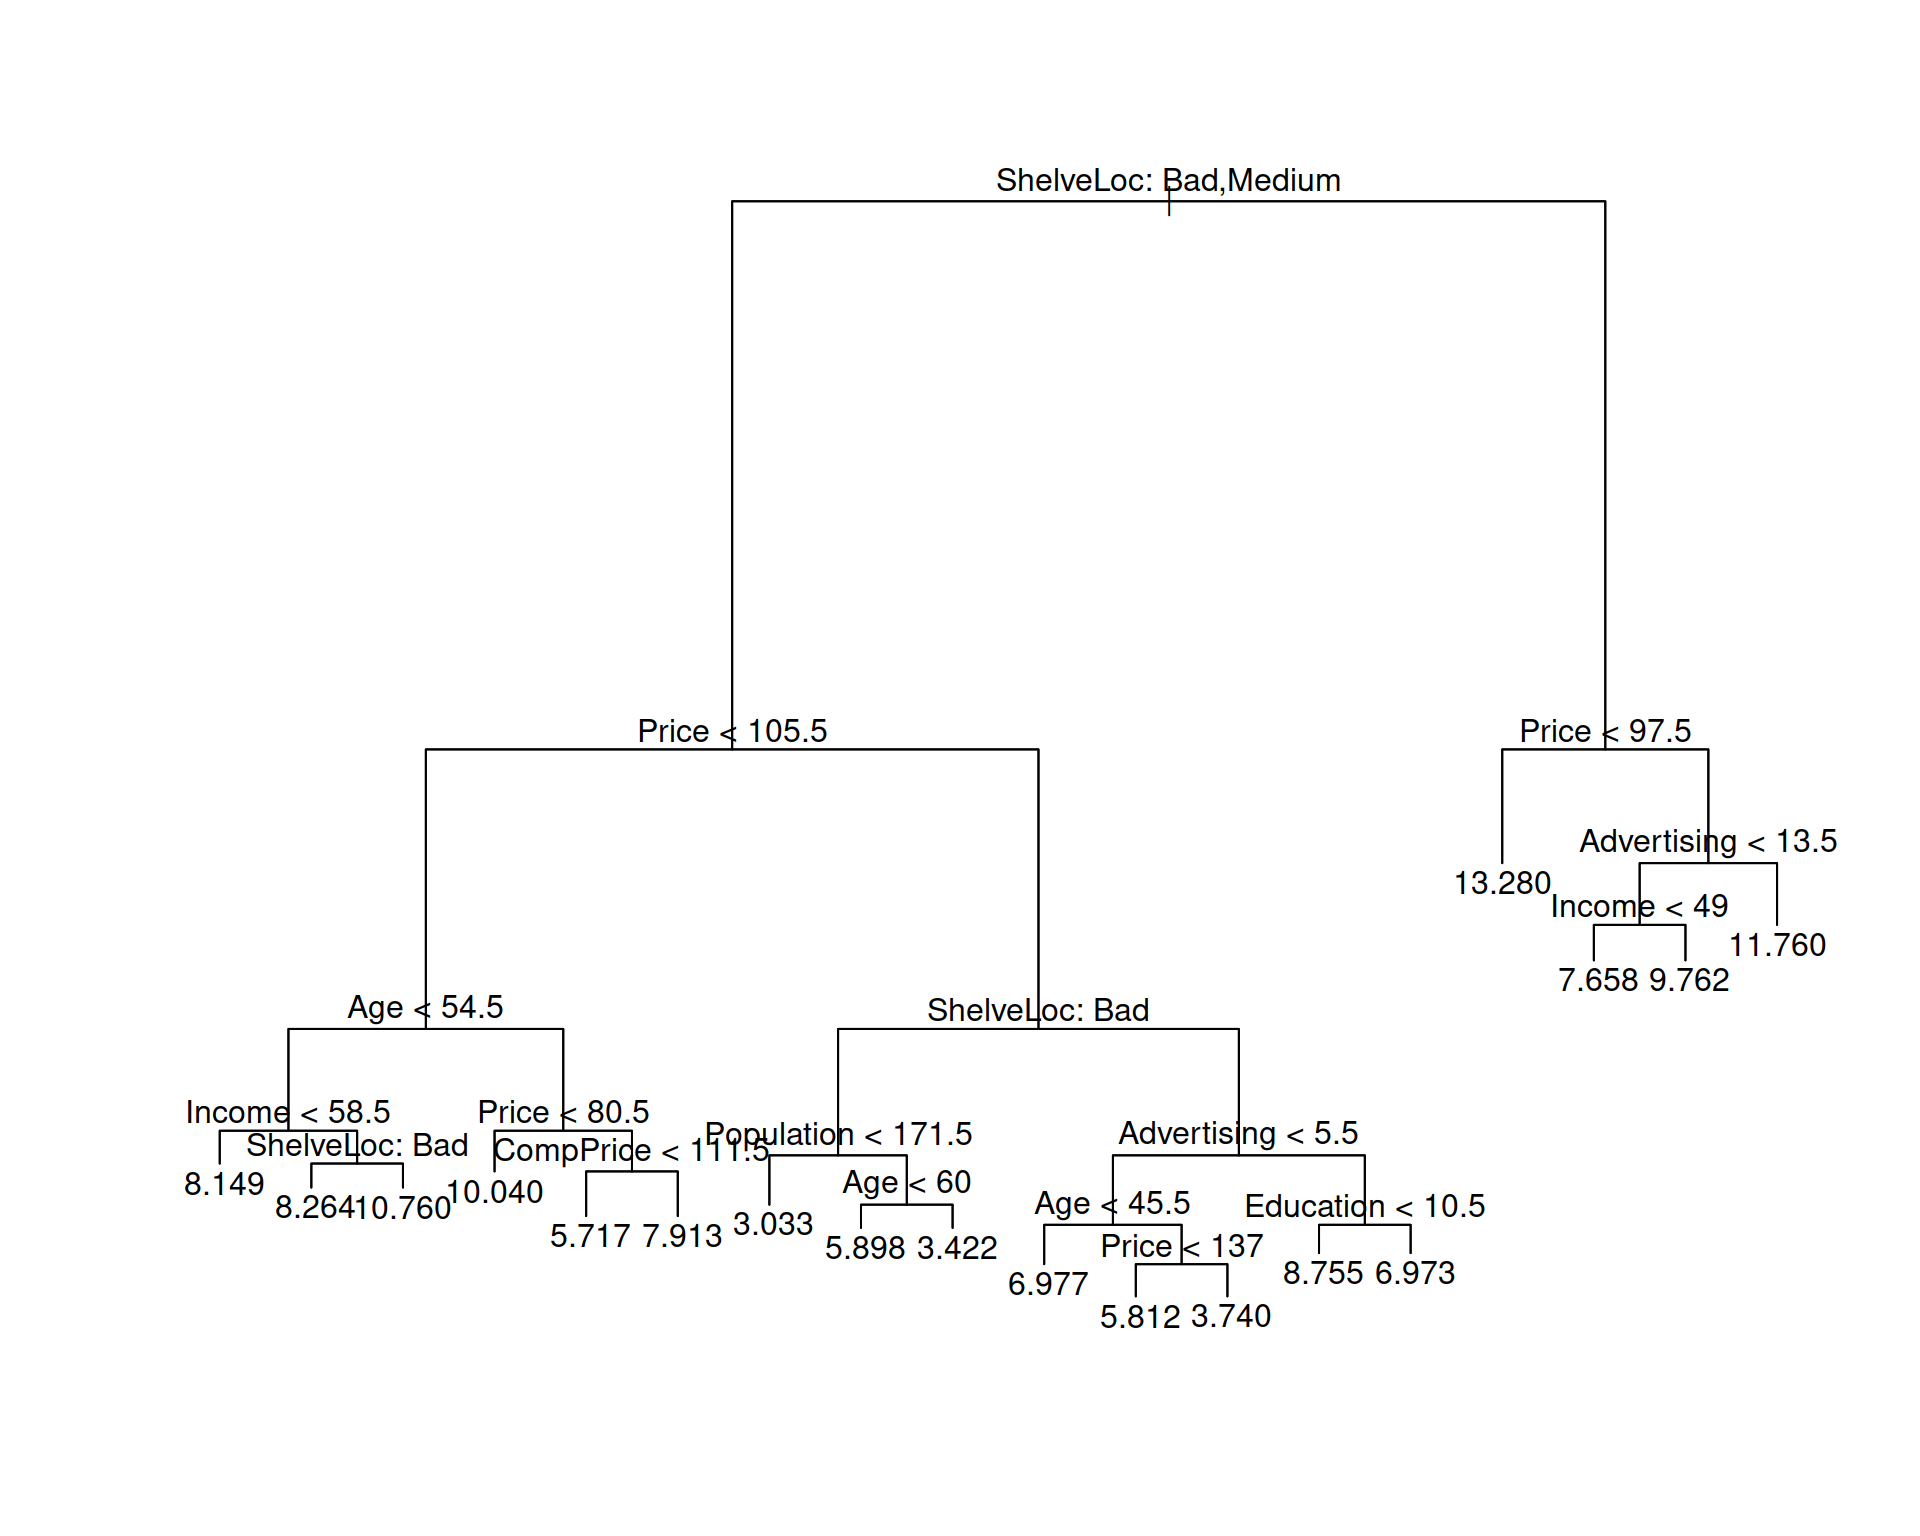 ShelveLoc: Bad,Medium
Price < 105.5
Price < 97.5
Advertising < 13.5
13.280
Income < 49
11.760
7.658
9.762
Age < 54.5
ShelveLoc: Bad
Income < 58.5
Price < 80.5
Population < 171.5
Advertising < 5.5
ShelveLoc: Bad
CompPrice < 111.5
8.149
10.040
Age < 60
8.264
10.760
Age < 45.5
Education < 10.5
5.717
7.913
3.033
5.898
3.422
Price < 137
8.755
6.973
6.977
5.812
3.740